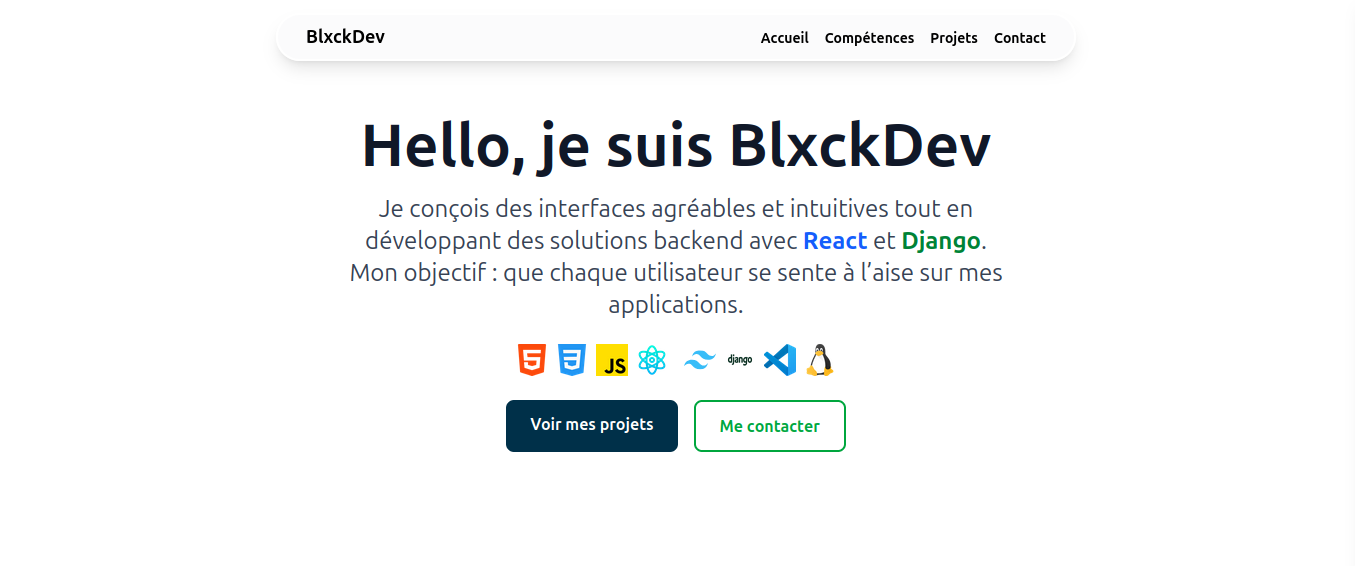 BlxckDev
Accueil Compétences Projets Contact
Hello, je suis BlxckDev
Je conçois des interfaces agréables et intuitives tout en
développant des solutions backend avec React et Django.
Mon objectif : que chaque utilisateur se sente à l’aise sur mes
applications.
JS django
Voir mes projets
Me contacter